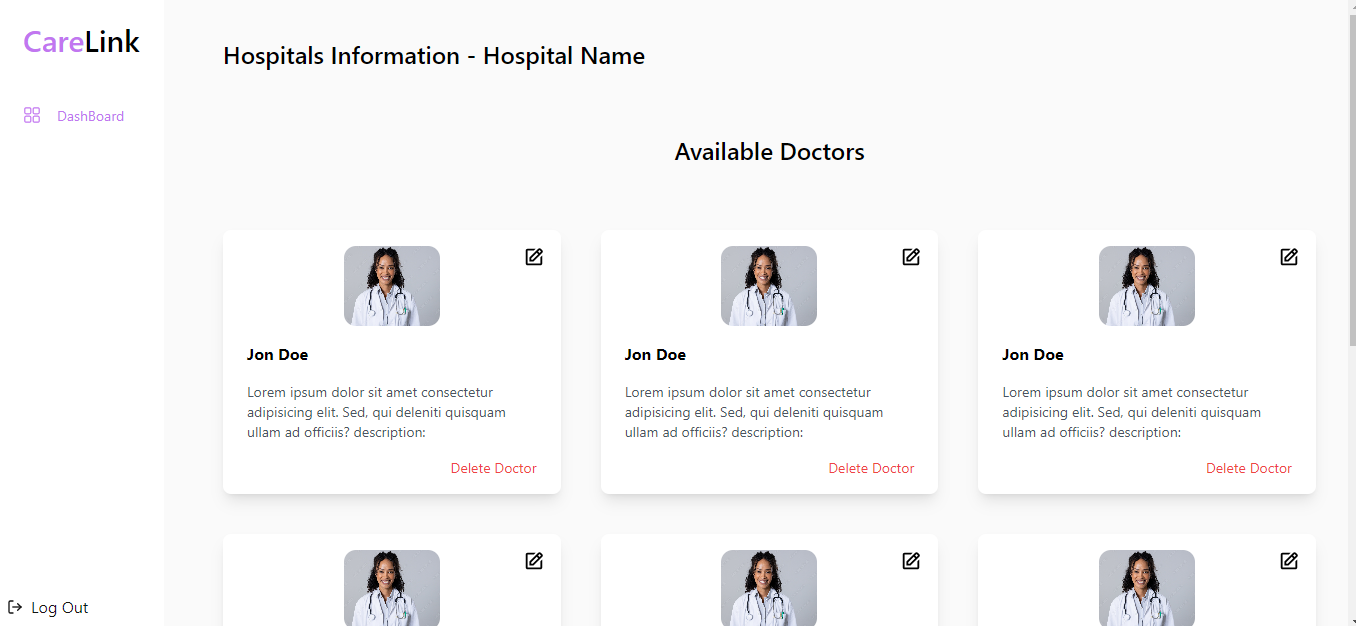 CareLink
Hospitals Information - Hospital Name
DashBoard
Available Doctors
Jon Doe
Lorem ipsum dolor sit amet consectetur
adipisicing elit. Sed, qui deleniti quisquam
ullam ad officiis? description:
Delete Doctor
Jon Doe
Lorem ipsum dolor sit amet consectetur
adipisicing elit. Sed, qui deleniti quisquam
ullam ad officiis? description:
Delete Doctor
Jon Doe
Lorem ipsum dolor sit amet consectetur
adipisicing elit. Sed, qui deleniti quisquam
ullam ad officiis? description:
Delete Doctor
Log Out